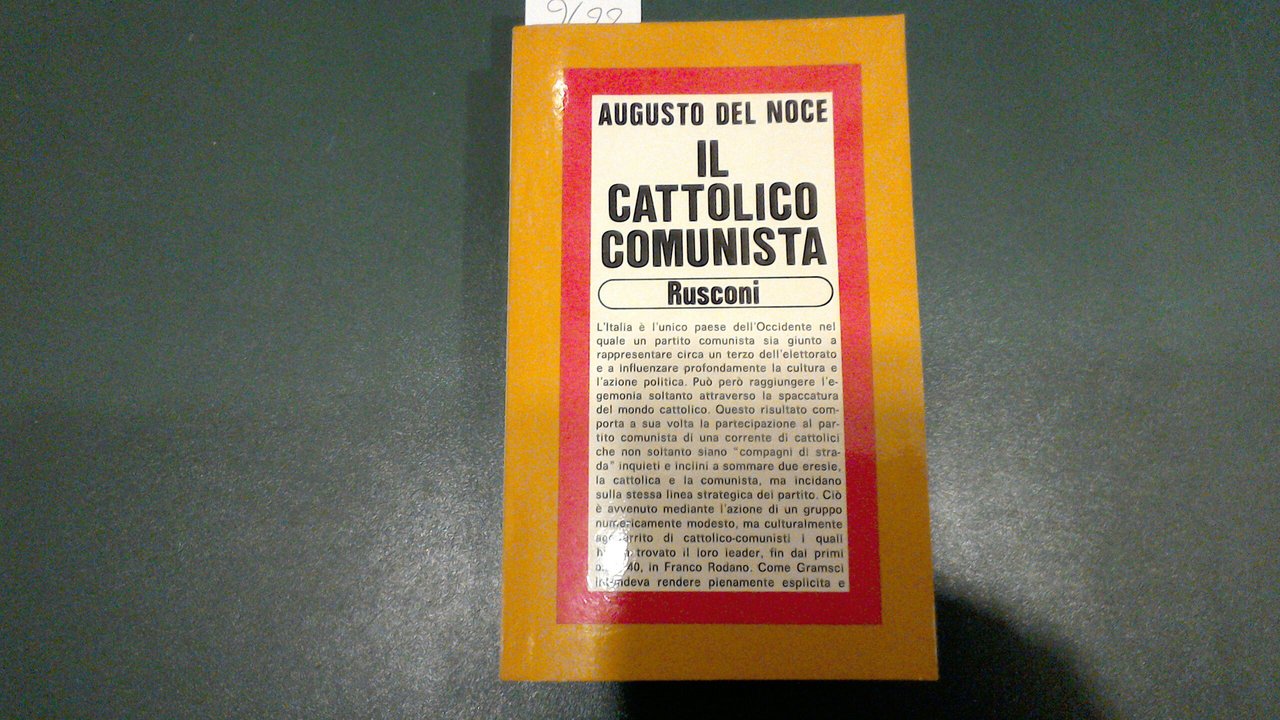 AUGUSTO DEL NOCE
IL
CATTOLICO
COMUNISTA
Rusconi
L'Italia è l'unico paese dell'Occidente nel
quale un partito comunista sia giunto a
rappresentare circa un terzo dell'elettorato
e a influenzare profondamente la cultura e
l'azione politica. Può però raggiungere l'e-
gemonia soltanto attraverso la spaccatura
del mondo cattolico. Questo risultato com-
porta a sua volta la partecipazione al par-
tito comunista di una corrente di cattolici
che non soltanto siano "compagni di stra-
da" inquieti e inclini a sommare due eresie,
la cattolica e la comunista, ma incidano
sulla stessa linea strategica del partito. Ciò
è avvenuto mediante l'azione di un gruppo
numericamente modesto, ma culturalmente
di cattolico-comunisti i quali
trovato il loro leader, fin dai primi
40, in Franco Rodano. Come Gramsci
intendeva rendere pienamente esplicita e